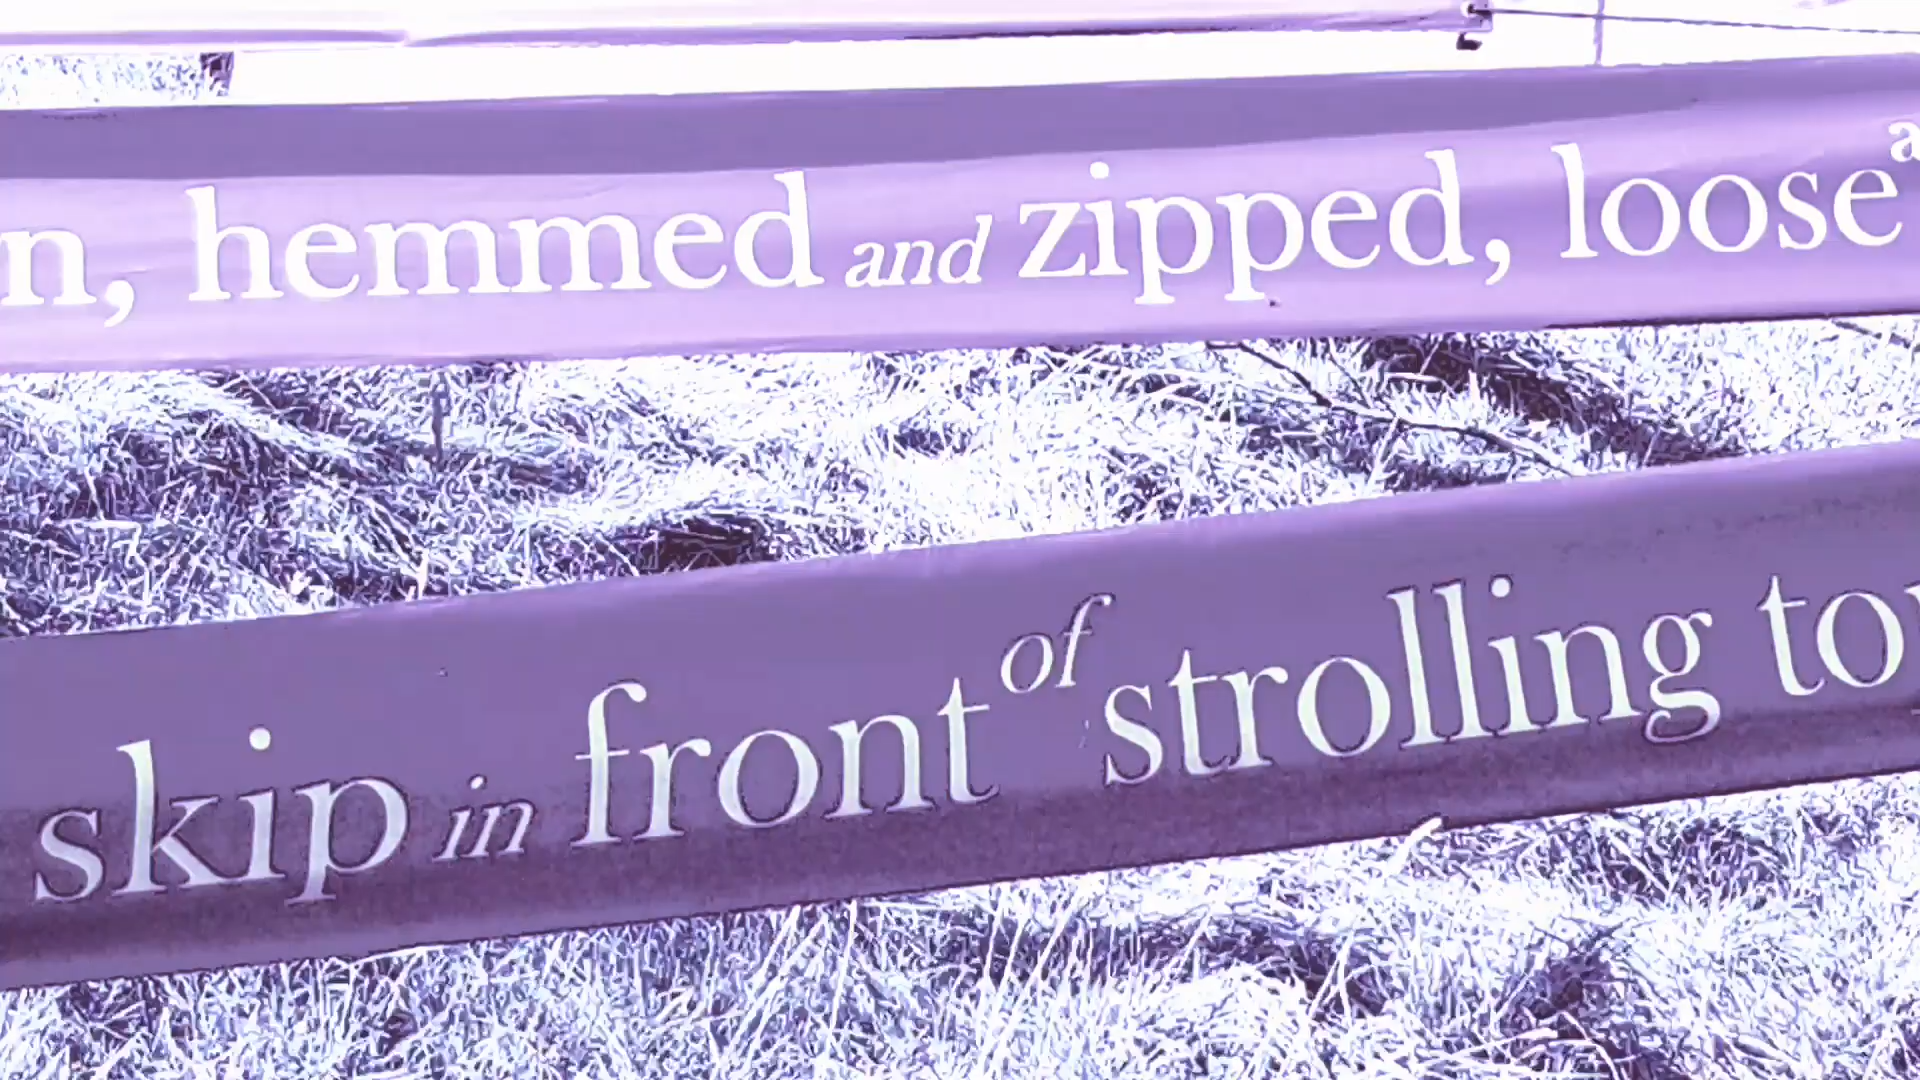 n, hemmed and zipped, loose a
skip in front of strolling to